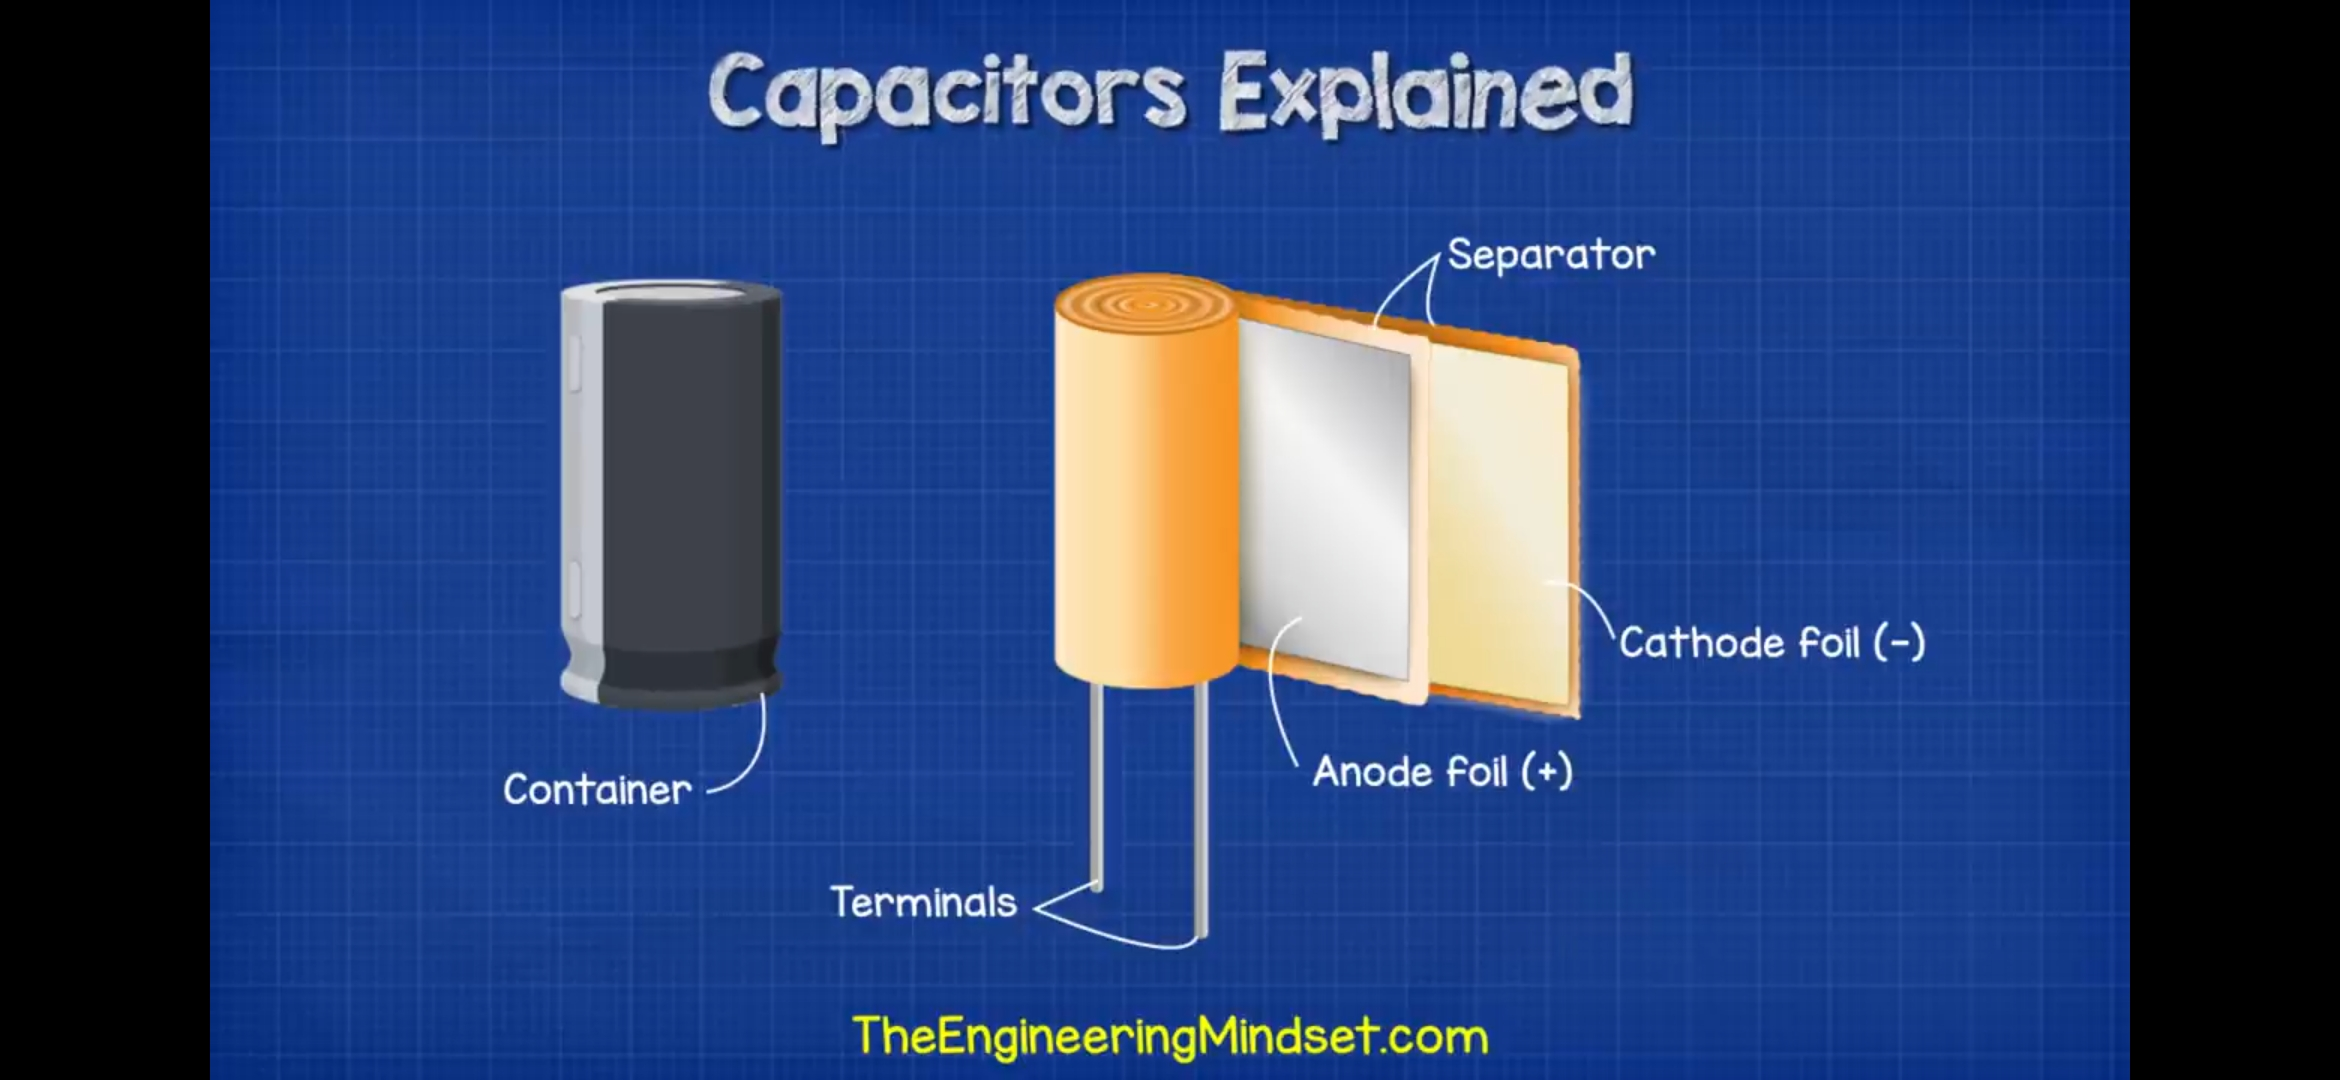 Capacitors Explained
Separator
Cathode foil (-)
Anode foil (+)
Container
Terminals
TheEngineeringMindset.com